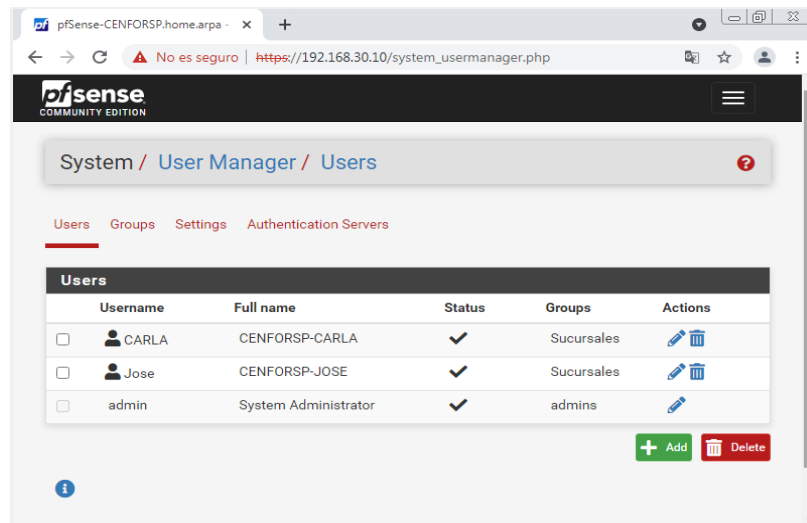 pfSense-CENFORSP.home.arpa -
No es seguro | https://192.168.30.10/system_usermanager.php
pfsense
COMMUNITY EDITION
System / User Manager / Users
Users Groups Settings Authentication Servers
Users
Username Full name Status Groups Actions
CARLA CENFORSP-CARLA Sucursales
Jose CENFORSP-JOSE Sucursales
admin System Administrator admins
Add Delete